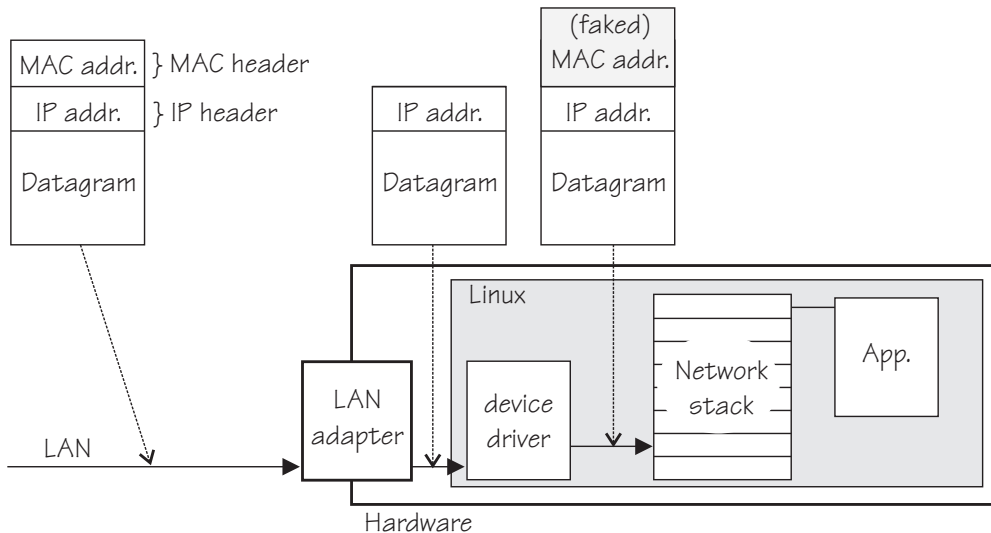 (faked)
MAC addr.
MAC addr. } MAC header
IP addr. } IP header
Datagram
IP addr.
Datagram
IP addr.
Datagram
Linux
LAN
LAN
adapter
device
driver
Network
stack
App.
Hardware